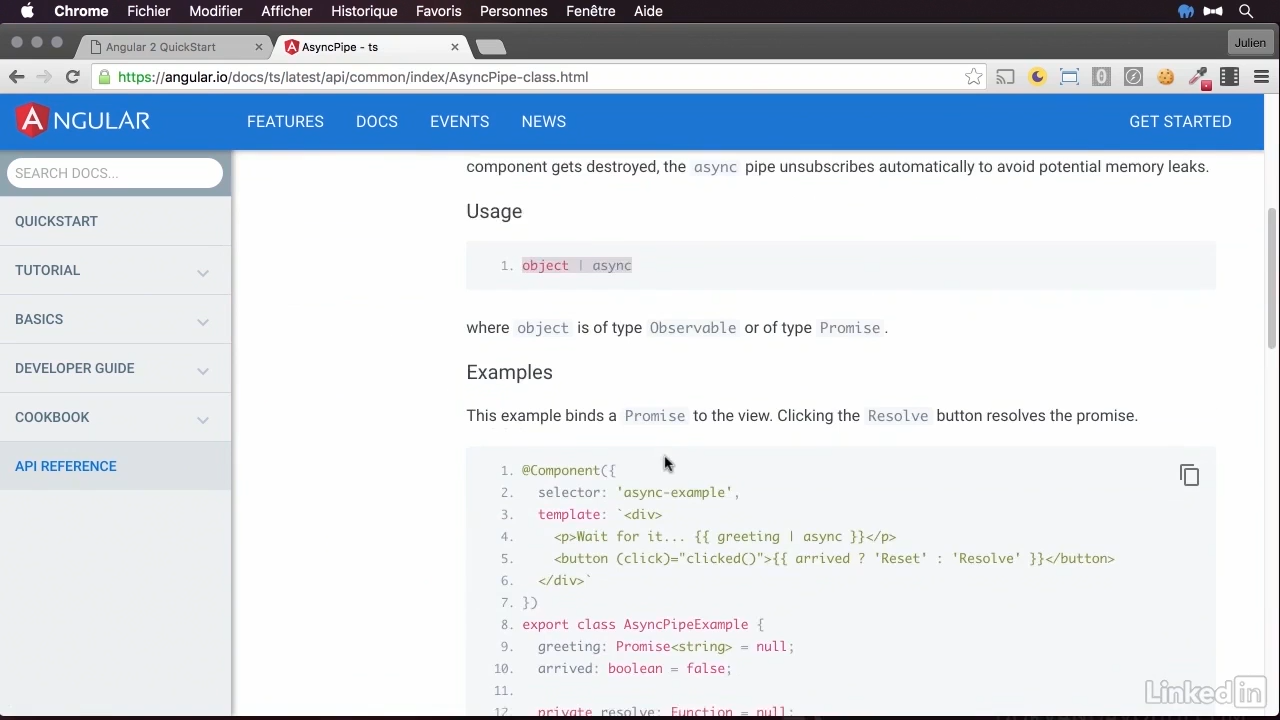 Chrome Fichier Modifier Afficher Historique Favoris Personnes Fenêtre Aide
Angular 2 QuickStart
AsyncPipe - ts
Julien
https://angular.io/docs/ts/latest/api/common/index/AsyncPipe-class.html
ANGULAR
FEATURES DOCS EVENTS NEWS
GET STARTED
SEARCH DOCS...
QUICKSTART
TUTORIAL
BASICS
DEVELOPER GUIDE
COOKBOOK
API REFERENCE
component gets destroyed, the async pipe unsubscribes automatically to avoid potential memory leaks.
Usage
1. object | async
where object is of type Observable or of type Promise .
Examples
This example binds a Promise to the view. Clicking the Resolve button resolves the promise.
1. @Component({
2. selector: 'async-example',
3. template: `<div>
4. <p>Wait for it... {{ greeting | async }}</p>
5. <button (click)="clicked()">{{ arrived ? 'Reset' : 'Resolve' }}</button>
6. </div>`
7. })
8. export class AsyncPipeExample {
9. greeting: Promise<string> = null;
10. arrived: boolean = false;
11.
12. private resolve: Function = null;
LinkedIn